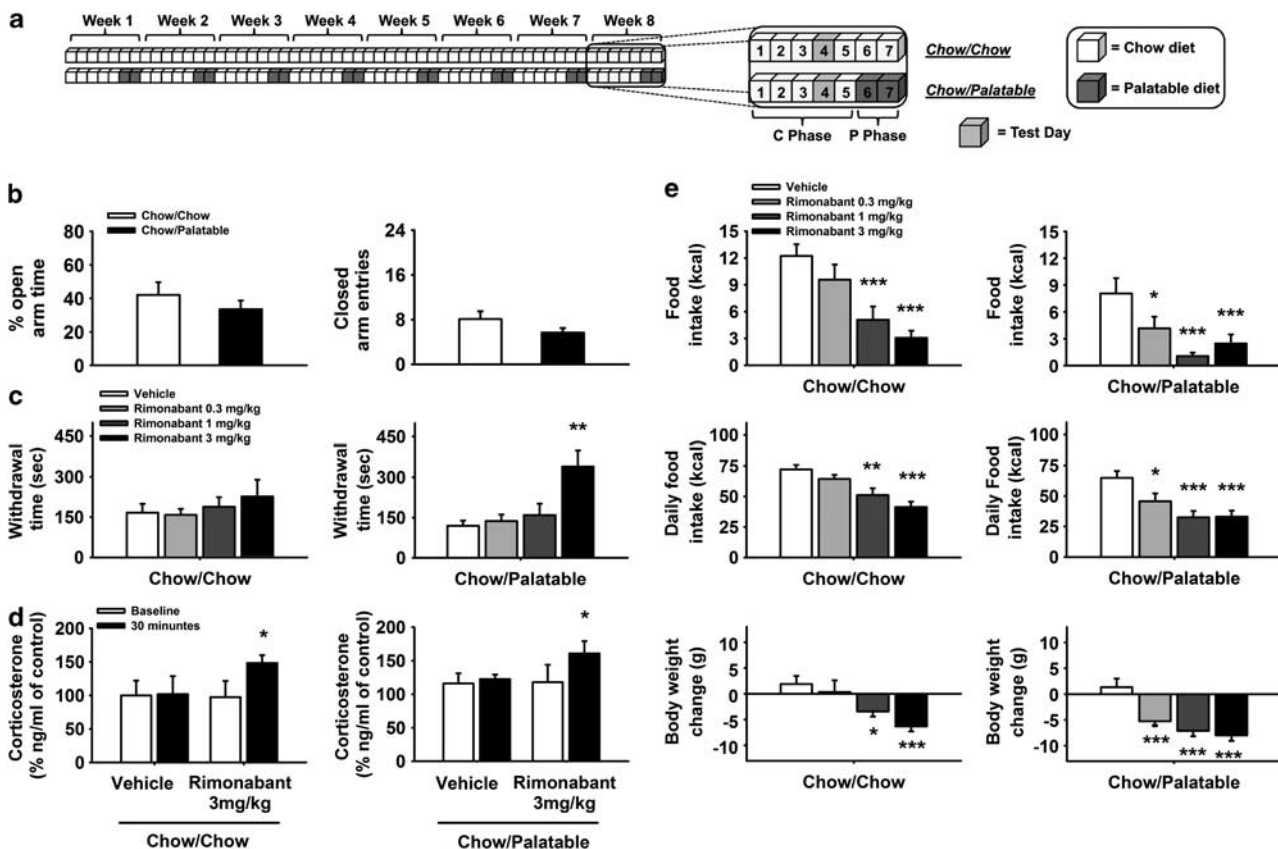 a
Week 1 Week 2 Week 3 Week 4 Week 5 Week 6 Week 7 Week 8
1 2 3 4 5 6 7
Chow/Chow
1 2 3 4 5 6 7
Chow/Palatable
C Phase P Phase
= Chow diet
= Palatable diet
= Test Day
b
Chow/Chow
Chow/Palatable
% open
arm time
80
60
40
20
0
Closed
arm entries
24
16
8
0
c
Vehicle
Rimonabant 0.3 mg/kg
Rimonabant 1 mg/kg
Rimonabant 3 mg/kg
Withdrawal
time (sec)
450
300
150
0
Chow/Chow
Withdrawal
time (sec)
450
300
150
0
**
Chow/Palatable
d
Baseline
30 minuntes
Corticosterone
(% ng/ml of control)
200
150
100
50
0
*
Vehicle Rimonabant
3mg/kg
Chow/Chow
Corticosterone
(% ng/ml of control)
200
150
100
50
0
*
Vehicle Rimonabant
3mg/kg
Chow/Palatable
e
Vehicle
Rimonabant 0.3 mg/kg
Rimonabant 1 mg/kg
Rimonabant 3 mg/kg
Food
intake (kcal)
15
12
9
6
3
0
*** ***
Chow/Chow
Food
intake (kcal)
15
12
9
6
3
0
* *** ***
Chow/Palatable
Daily food
intake (kcal)
100
75
50
25
0
** ***
Chow/Chow
Daily Food
intake (kcal)
100
75
50
25
0
* *** ***
Chow/Palatable
Body weight
change (g)
10
5
0
-5
-10
* ***
Chow/Chow
Body weight
change (g)
10
5
0
-5
-10
*** *** ***
Chow/Palatable